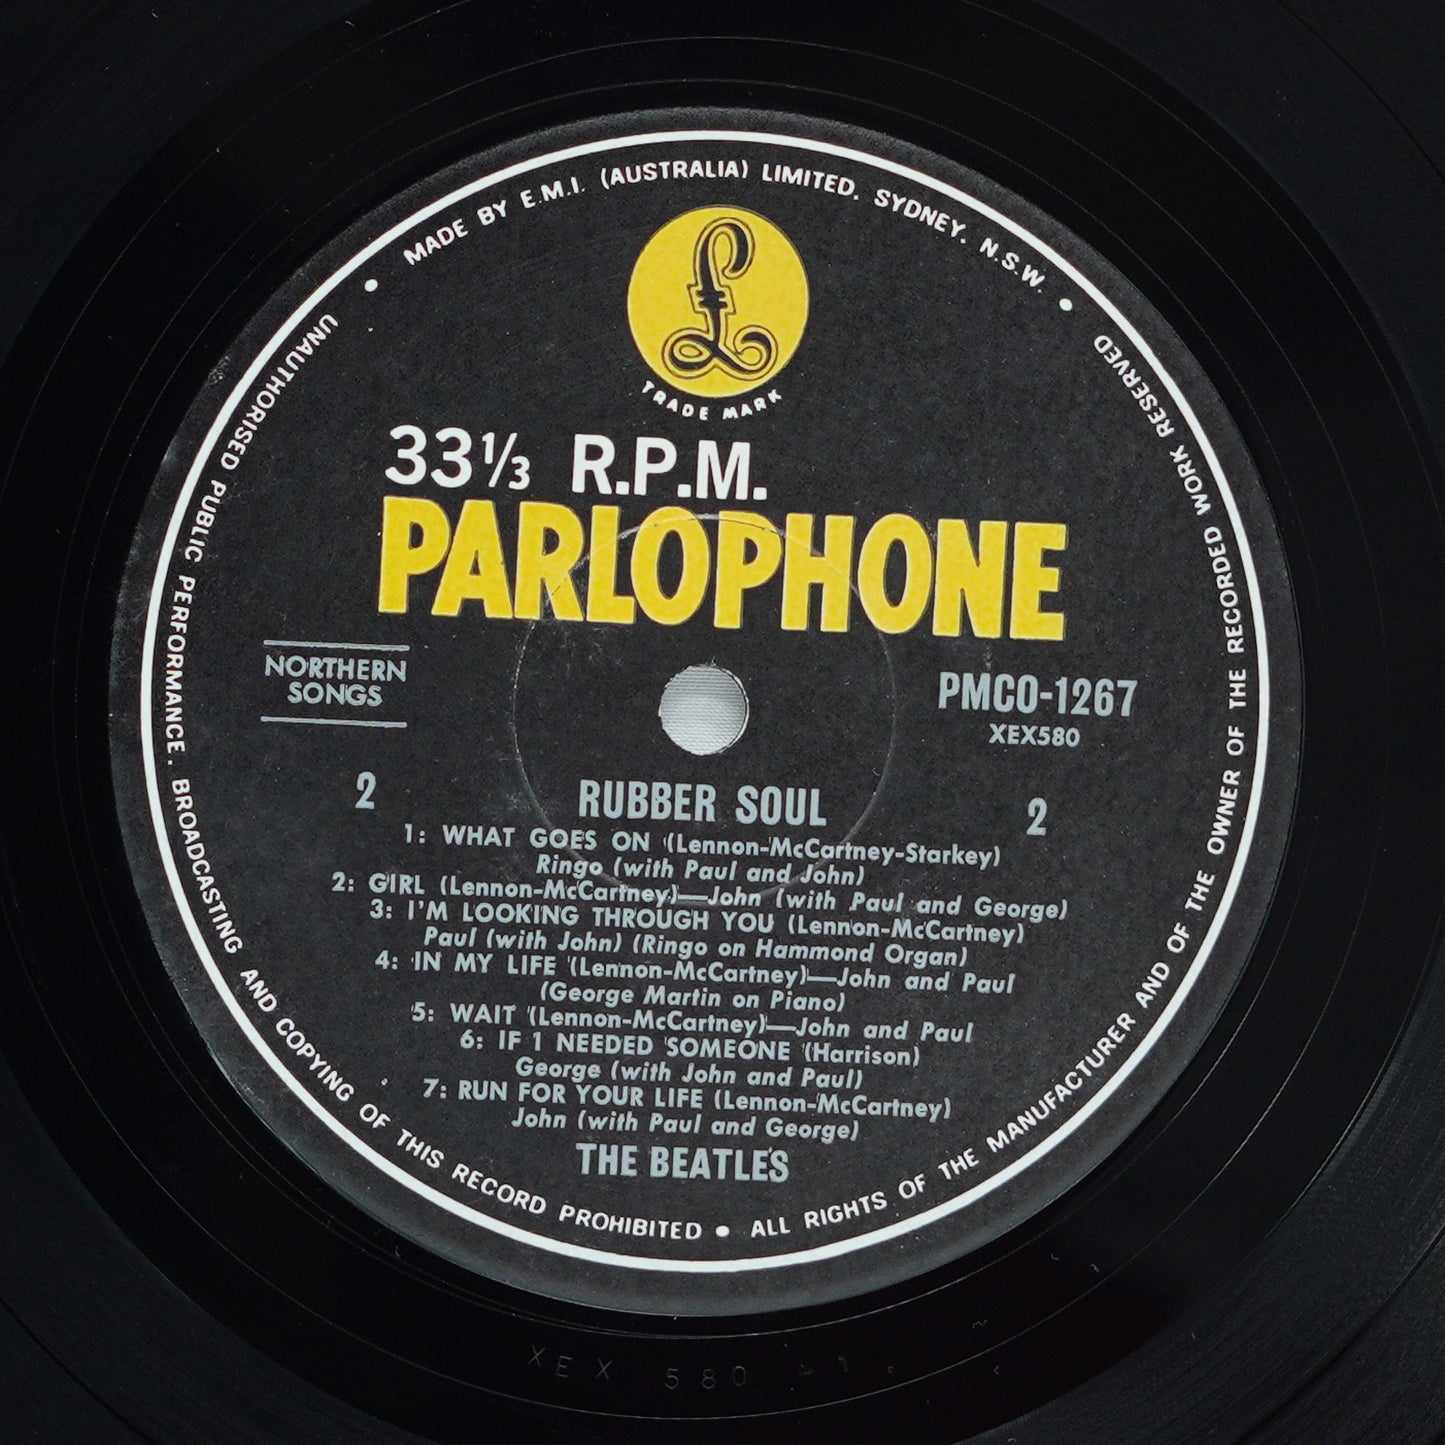 MADE BY E.M.I. (AUSTRALIA) LIMITED. SYDNEY. N.S.W.
TRADE MARK
33⅓ R.P.M.
PARLOPHONE
NORTHERN
SONGS
PMCO-1267
XEX580
2
2
RUBBER SOUL
1: WHAT GOES ON (Lennon-McCartney-Starkey)
Ringo (with Paul and John)
2: GIRL (Lennon-McCartney)—John (with Paul and George)
3: I'M LOOKING THROUGH YOU (Lennon-McCartney)
Paul (with John) (Ringo on Hammond Organ)
4: IN MY LIFE (Lennon-McCartney)—John and Paul
(George Martin on Piano)
5: WAIT (Lennon-McCartney)—John and Paul
6: IF I NEEDED SOMEONE (Harrison)
George (with John and Paul)
7: RUN FOR YOUR LIFE (Lennon-McCartney)
John (with Paul and George)
THE BEATLES
UNAUTHORISED PUBLIC PERFORMANCE. BROADCASTING AND COPYING OF THIS RECORD PROHIBITED • ALL RIGHTS OF THE MANUFACTURER AND OF THE OWNER OF THE RECORDED WORK RESERVED
XEX 580 -1